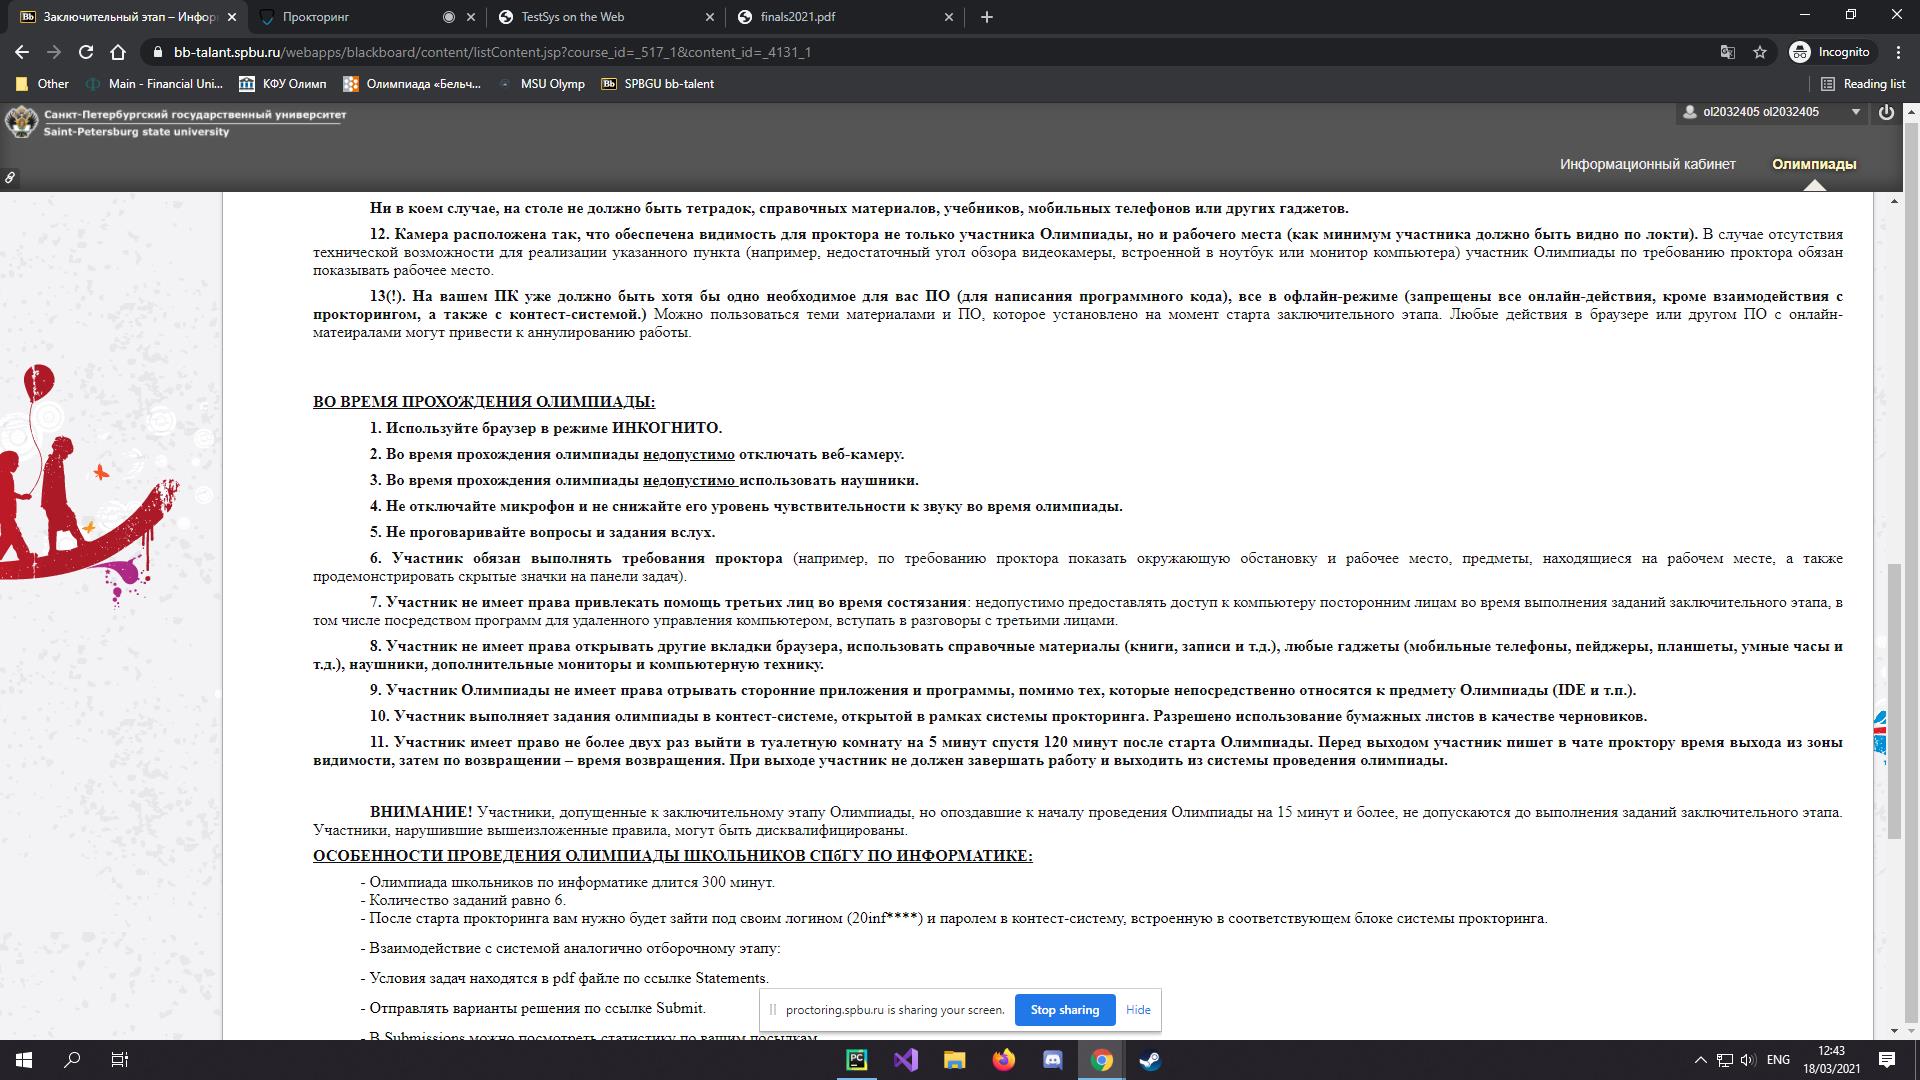 Заключительный этап – Инфор
Прокторинг
TestSys on the Web
finals2021.pdf
bb-talant.spbu.ru/webapps/blackboard/content/listContent.jsp?course_id=_517_1&content_id=_4131_1
Incognito
Other
Main - Financial Uni...
КФУ Олимп
Олимпиада «Бельч...
MSU Olymp
SPBGU bb-talent
Reading list
Санкт-Петербургский государственный университет
Saint-Petersburg state university
ol2032405 ol2032405
Информационный кабинет
Олимпиады
Ни в коем случае, на столе не должно быть тетрадок, справочных материалов, учебников, мобильных телефонов или других гаджетов.
12. Камера расположена так, что обеспечена видимость для проктора не только участника Олимпиады, но и рабочего места (как минимум участника должно быть видно по локти). В случае отсутствия
технической возможности для реализации указанного пункта (например, недостаточный угол обзора видеокамеры, встроенной в ноутбук или монитор компьютера) участник Олимпиады по требованию проктора обязан
показывать рабочее место.
13(!). На вашем ПК уже должно быть хотя бы одно необходимое для вас ПО (для написания программного кода), все в офлайн-режиме (запрещены все онлайн-действия, кроме взаимодействия с
прокторингом, а также с контест-системой.) Можно пользоваться теми материалами и ПО, которое установлено на момент старта заключительного этапа. Любые действия в браузере или другом ПО с онлайн-
матеиралами могут привести к аннулированию работы.
ВО ВРЕМЯ ПРОХОЖДЕНИЯ ОЛИМПИАДЫ:
1. Используйте браузер в режиме ИНКОГНИТО.
2. Во время прохождения олимпиады недопустимо отключать веб-камеру.
3. Во время прохождения олимпиады недопустимо использовать наушники.
4. Не отключайте микрофон и не снижайте его уровень чувствительности к звуку во время олимпиады.
5. Не проговаривайте вопросы и задания вслух.
6. Участник обязан выполнять требования проктора (например, по требованию проктора показать окружающую обстановку и рабочее место, предметы, находящиеся на рабочем месте, а также
продемонстрировать скрытые значки на панели задач).
7. Участник не имеет права привлекать помощь третьих лиц во время состязания: недопустимо предоставлять доступ к компьютеру посторонним лицам во время выполнения заданий заключительного этапа, в
том числе посредством программ для удаленного управления компьютером, вступать в разговоры с третьими лицами.
8. Участник не имеет права открывать другие вкладки браузера, использовать справочные материалы (книги, записи и т.д.), любые гаджеты (мобильные телефоны, пейджеры, планшеты, умные часы и
т.д.), наушники, дополнительные мониторы и компьютерную технику.
9. Участник Олимпиады не имеет права отрывать сторонние приложения и программы, помимо тех, которые непосредственно относятся к предмету Олимпиады (IDE и т.п.).
10. Участник выполняет задания олимпиады в контест-системе, открытой в рамках системы прокторинга. Разрешено использование бумажных листов в качестве черновиков.
11. Участник имеет право не более двух раз выйти в туалетную комнату на 5 минут спустя 120 минут после старта Олимпиады. Перед выходом участник пишет в чате проктору время выхода из зоны
видимости, затем по возвращении – время возвращения. При выходе участник не должен завершать работу и выходить из системы проведения олимпиады.
ВНИМАНИЕ! Участники, допущенные к заключительному этапу Олимпиады, но опоздавшие к началу проведения Олимпиады на 15 минут и более, не допускаются до выполнения заданий заключительного этапа.
Участники, нарушившие вышеизложенные правила, могут быть дисквалифицированы.
ОСОБЕННОСТИ ПРОВЕДЕНИЯ ОЛИМПИАДЫ ШКОЛЬНИКОВ СПбГУ ПО ИНФОРМАТИКЕ:
- Олимпиада школьников по информатике длится 300 минут.
- Количество заданий равно 6.
- После старта прокторинга вам нужно будет зайти под своим логином (20inf****) и паролем в контест-систему, встроенную в соответствующем блоке системы прокторинга.
- Взаимодействие с системой аналогично отборочному этапу:
- Условия задач находятся в pdf файле по ссылке Statements.
- Отправлять варианты решения по ссылке Submit.
- В Submissions можно посмотреть статистику по вашим посылкам
proctoring.spbu.ru is sharing your screen.
Stop sharing
Hide
ENG
12:43
18/03/2021